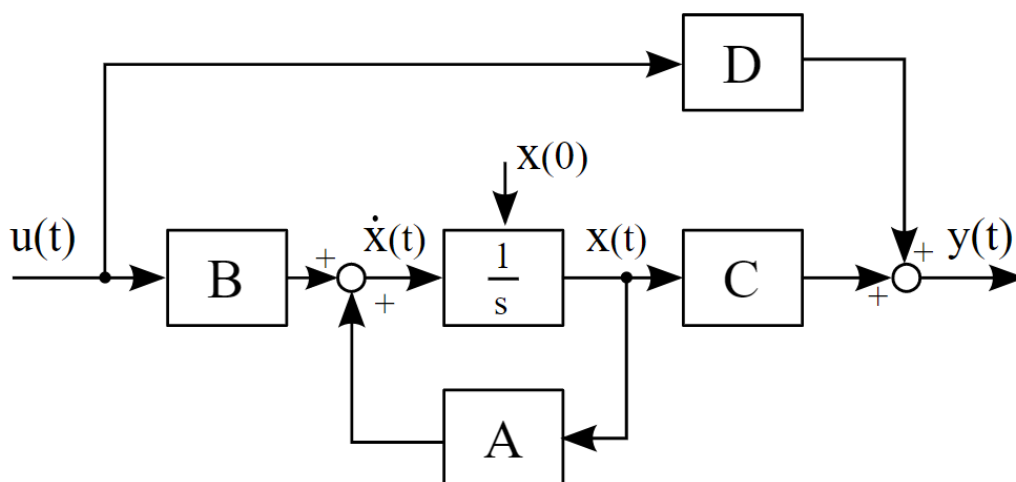 D
x(0)
u(t)
B
+
ẋ(t)
+
1
s
x(t)
C
+
+
y(t)
A